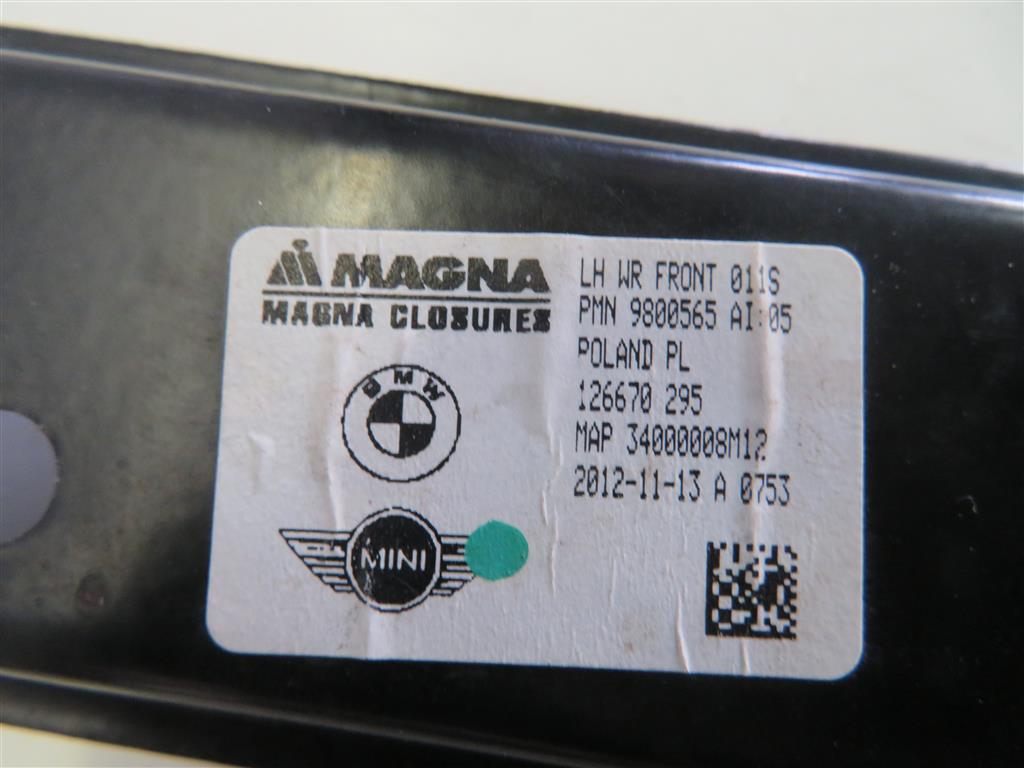 MAGNA
MAGNA CLOSURES
BMW
MINI
LH WR FRONT 011S
PMN 9800565 AI:05
POLAND PL
126670 295
MAP 34000008M12
2012-11-13 A 0753